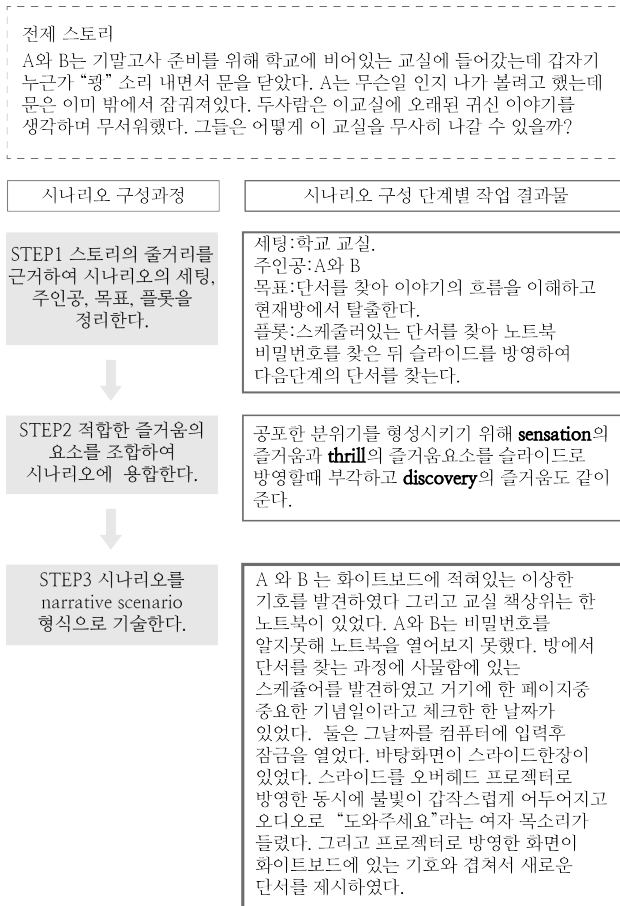 전제 스토리
A와 B는 기말고사 준비를 위해 학교에 비어있는 교실에 들어갔는데 갑자기
누근가 “쾅” 소리 내면서 문을 닫았다. A는 무슨일 인지 나가 볼려고 했는데
문은 이미 밖에서 잠궈져있다. 두사람은 이교실에 오래된 귀신 이야기를
생각하며 무서워했다. 그들은 어떻게 이 교실을 무사히 나갈 수 있을까?
시나리오 구성과정
시나리오 구성 단계별 작업 결과물
STEP1 스토리의 줄거리를
근거하여 시나리오의 세팅,
주인공, 목표, 플롯을
정리한다.
세팅:학교 교실.
주인공:A와 B
목표:단서를 찾아 이야기의 흐름을 이해하고
현재방에서 탈출한다.
플롯:스케줄러있는 단서를 찾아 노트북
비밀번호를 찾은 뒤 슬라이드를 방영하여
다음단계의 단서를 찾는다.
STEP2 적합한 즐거움의
요소를 조합하여
시나리오에 융합한다.
공포한 분위기를 형성시키기 위해 sensation의
즐거움과 thrill의 즐거움요소를 슬라이드로
방영할때 부각하고 discovery의 즐거움도 같이
준다.
STEP3 시나리오를
narrative scenario
형식으로 기술한다.
A 와 B 는 화이트보드에 적혀있는 이상한
기호를 발견하였다 그리고 교실 책상위는 한
노트북이 있었다. A와 B는 비밀번호를
알지못해 노트북을 열어보지 못했다. 방에서
단서를 찾는 과정에 사물함에 있는
스케쥴어를 발견하였고 거기에 한 페이지중
중요한 기념일이라고 체크한 한 날짜가
있었다. 둘은 그날짜를 컴퓨터에 입력후
잠금을 열었다. 바탕화면이 스라이드한장이
있었다. 스라이드를 오버헤드 프로젝터로
방영한 동시에 불빛이 갑작스럽게 어두어지고
오디오로 “도와주세요”라는 여자 목소리가
들렸다. 그리고 프로젝터로 방영한 화면이
화이트보드에 있는 기호와 겹쳐서 새로운
단서를 제시하였다.